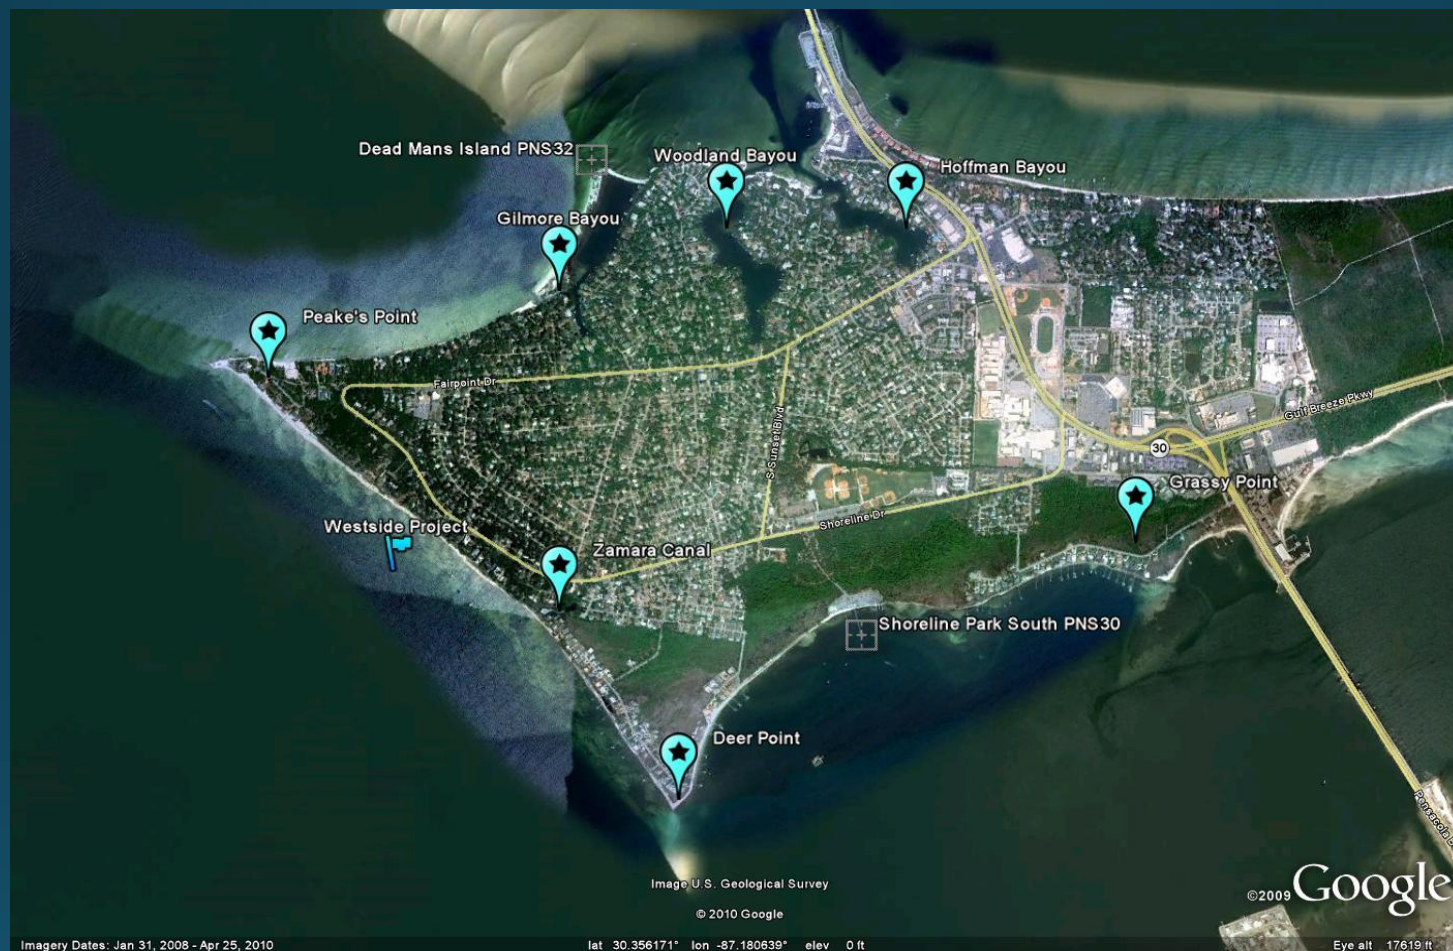 Dead Mans Island PNS32
Woodland Bayou
Hoffman Bayou
Gilmore Bayou
Peake's Point
Fairpoint Dr
Gulf Breeze Pkwy
S Sunset Blvd
30
Grassy Point
Shoreline Dr
Westside Project
Zamara Canal
Shoreline Park South PNS30
Deer Point
Pensacola
Image U.S. Geological Survey
© 2010 Google
©2009 Google
Imagery Dates: Jan 31, 2008 - Apr 25, 2010
lat 30.356171° lon -87.180639° elev 0 ft
Eye alt 17619 ft